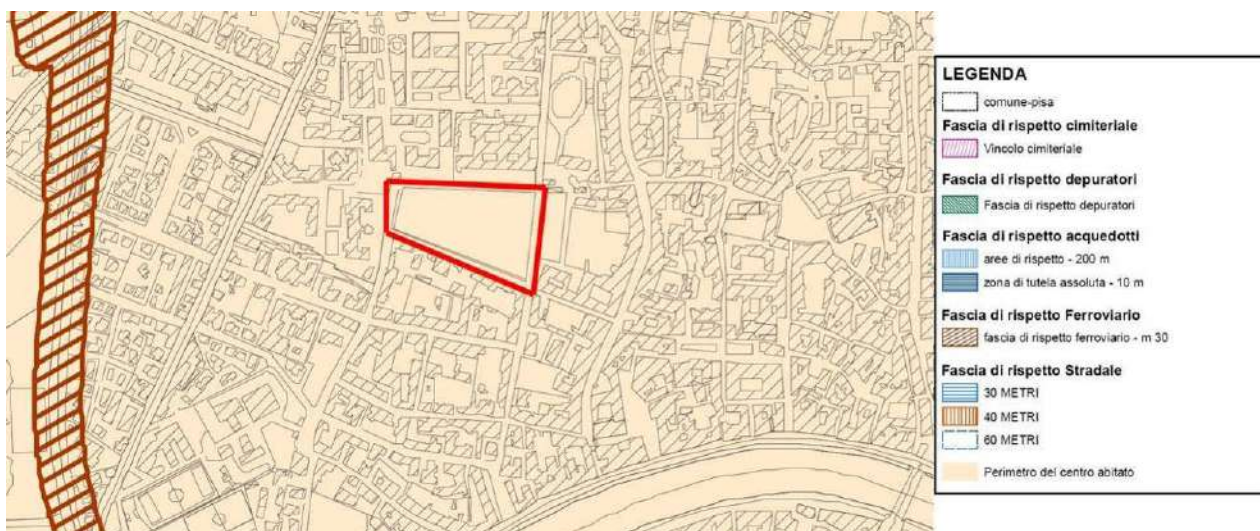 LEGENDA
comune-pisa
Fascia di rispetto cimiteriale
Vincolo cimiteriale
Fascia di rispetto depuratori
Fascia di rispetto depuratori
Fascia di rispetto acquedotti
aree di rispetto - 200 m
zona di tutela assoluta - 10 m
Fascia di rispetto Ferroviario
fascia di rispetto ferroviario - m 30
Fascia di rispetto Stradale
30 METRI
40 METRI
60 METRI
Perimetro del centro abitato